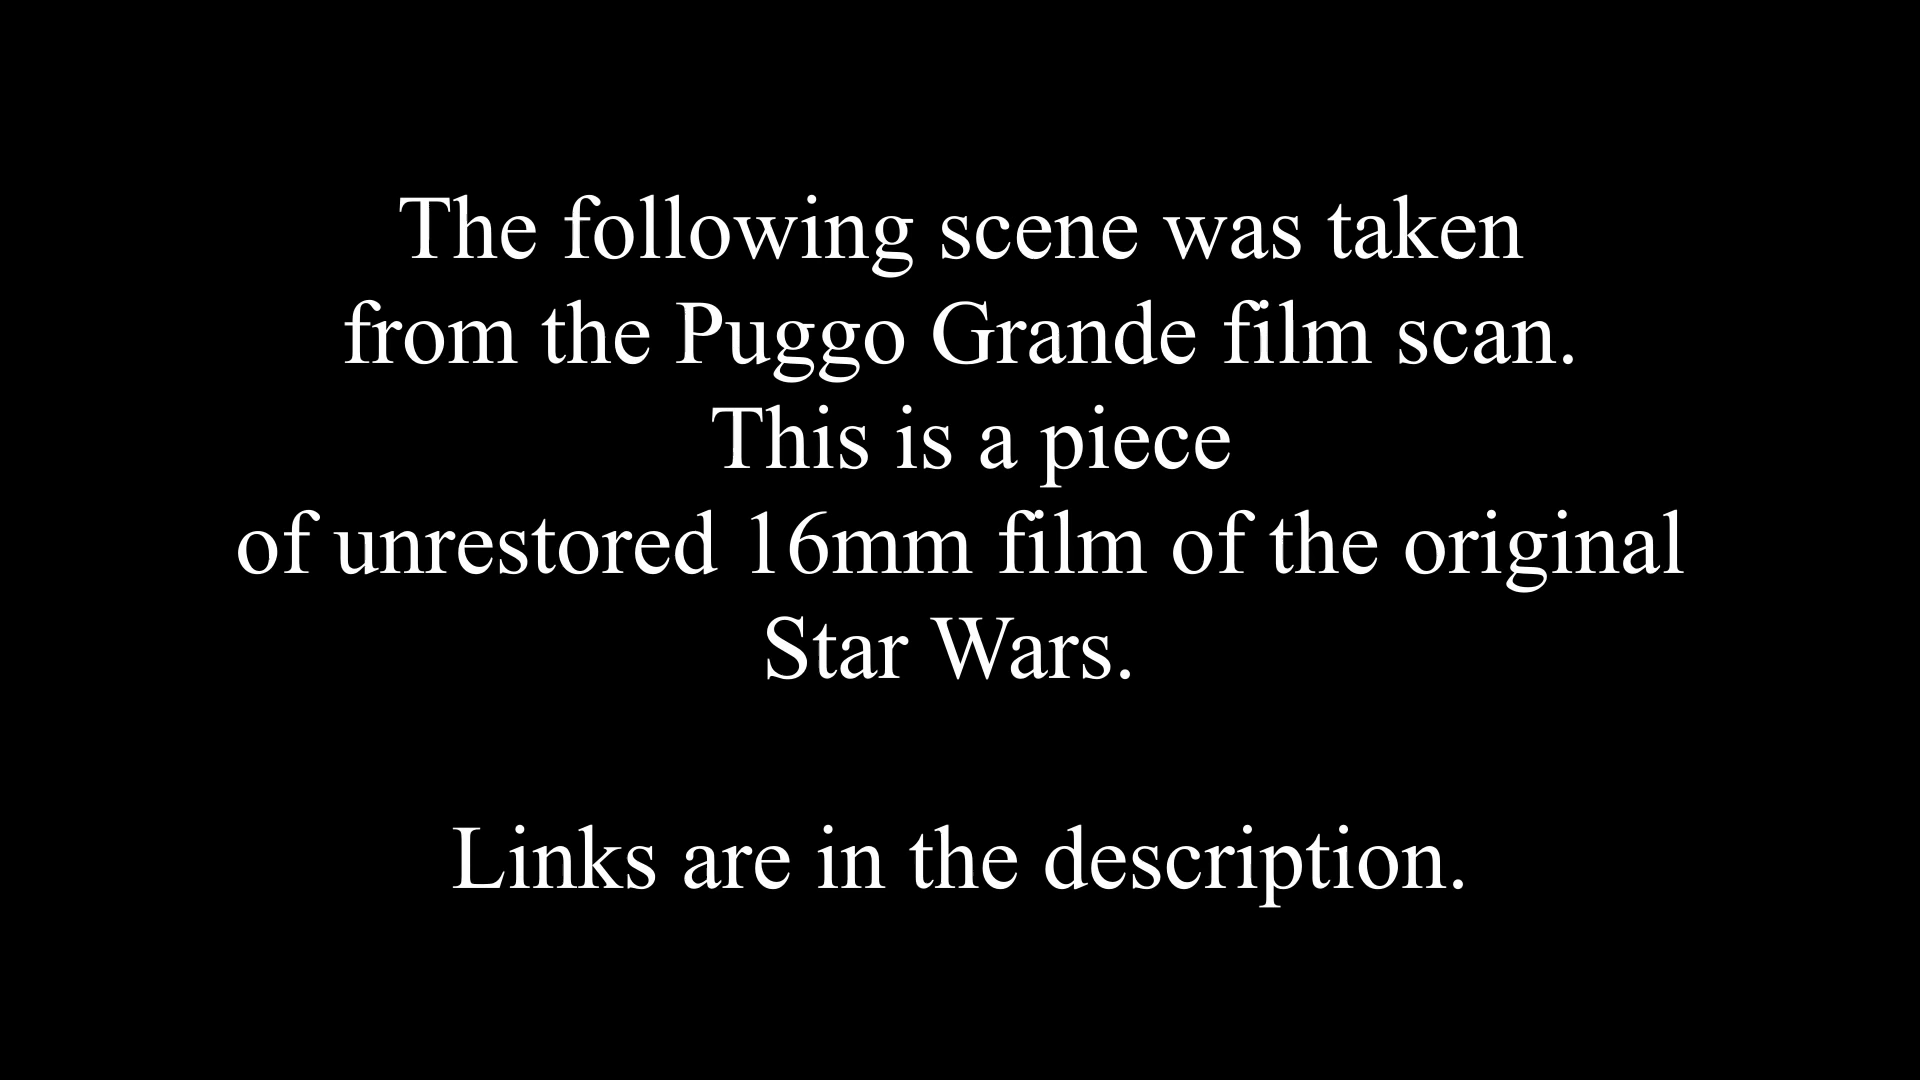 The following scene was taken
from the Puggo Grande film scan.
This is a piece
of unrestored 16mm film of the original
Star Wars.
Links are in the description.